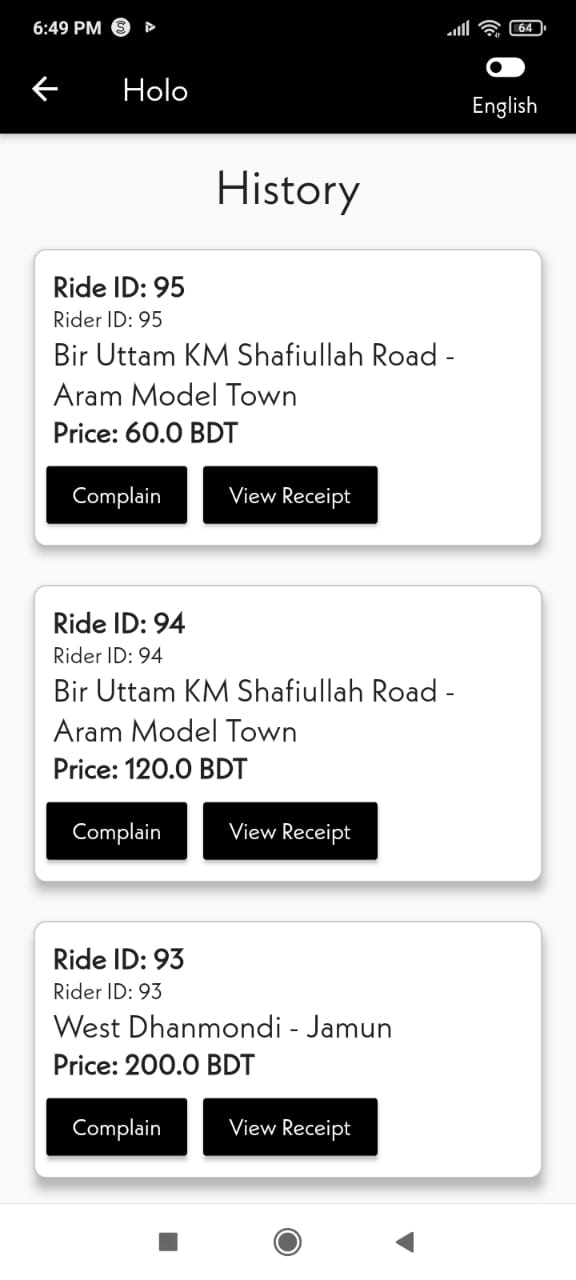 6:49 PM
64
Holo
English
History
Ride ID: 95
Rider ID: 95
Bir Uttam KM Shafiullah Road -
Aram Model Town
Price: 60.0 BDT
Complain
View Receipt
Ride ID: 94
Rider ID: 94
Bir Uttam KM Shafiullah Road -
Aram Model Town
Price: 120.0 BDT
Complain
View Receipt
Ride ID: 93
Rider ID: 93
West Dhanmondi - Jamun
Price: 200.0 BDT
Complain
View Receipt